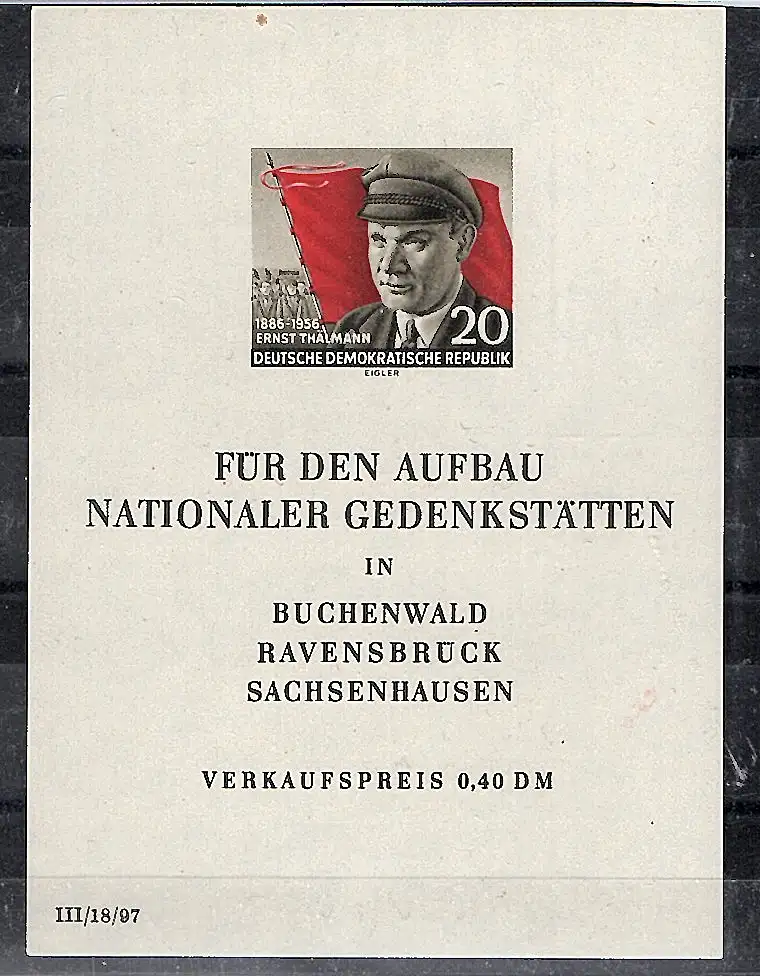 1886-1956
ERNST THÄLMANN
20
DEUTSCHE DEMOKRATISCHE REPUBLIK
EIGLER
FÜR DEN AUFBAU
NATIONALER GEDENKSTÄTTEN
IN
BUCHENWALD
RAVENSBRÜCK
SACHSENHAUSEN
VERKAUFSPREIS 0,40 DM
III/18/97